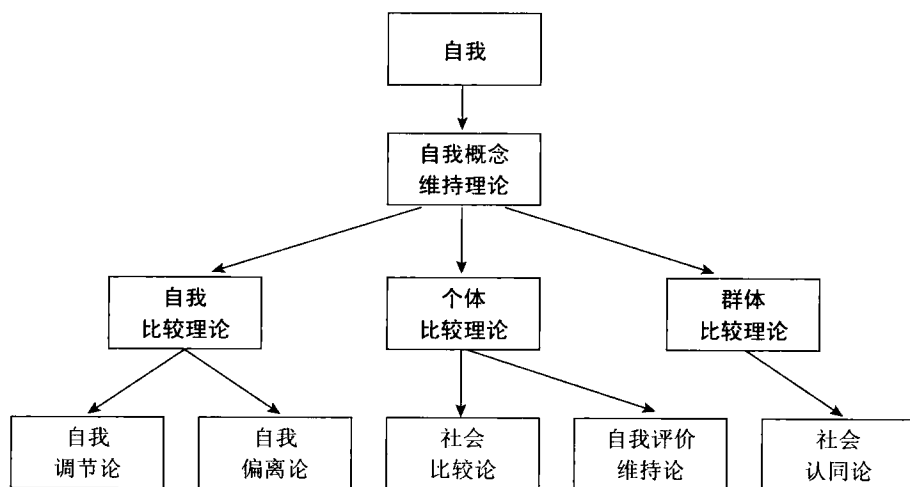 自我
自我概念
维持理论
自我
比较理论
个体
比较理论
群体
比较理论
自我
调节论
自我
偏离论
社会
比较论
自我评价
维持论
社会
认同论